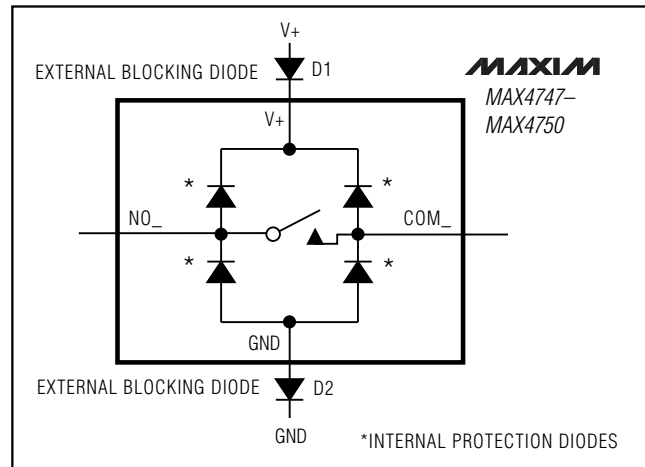 V+
EXTERNAL BLOCKING DIODE D1
MAXIM
MAX4747–
MAX4750
V+
* *
NO_ COM_
* *
GND
EXTERNAL BLOCKING DIODE D2
GND
*INTERNAL PROTECTION DIODES